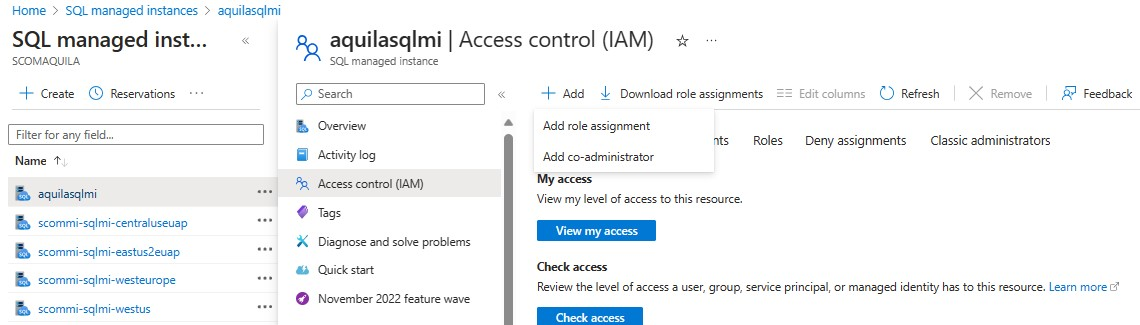 Home > SQL managed instances > aquilasqlmi
SQL managed inst... «
SCOMAQUILA
+ Create Reservations ...
Filter for any field...
Name ↑↓
aquilasqlmi ...
scommi-sqlmi-centraluseuap ...
scommi-sqlmi-eastus2euap ...
scommi-sqlmi-westeurope ...
scommi-sqlmi-westus ...
aquilasqlmi | Access control (IAM) ☆ ...
SQL managed instance
Search «
Overview
Activity log
Access control (IAM)
Tags
Diagnose and solve problems
Quick start
November 2022 feature wave
+ Add Download role assignments Edit columns Refresh Remove Feedback
Add role assignment
Add co-administrator
nts Roles Deny assignments Classic administrators
My access
View my level of access to this resource.
View my access
Check access
Review the level of access a user, group, service principal, or managed identity has to this resource. Learn more
Check access